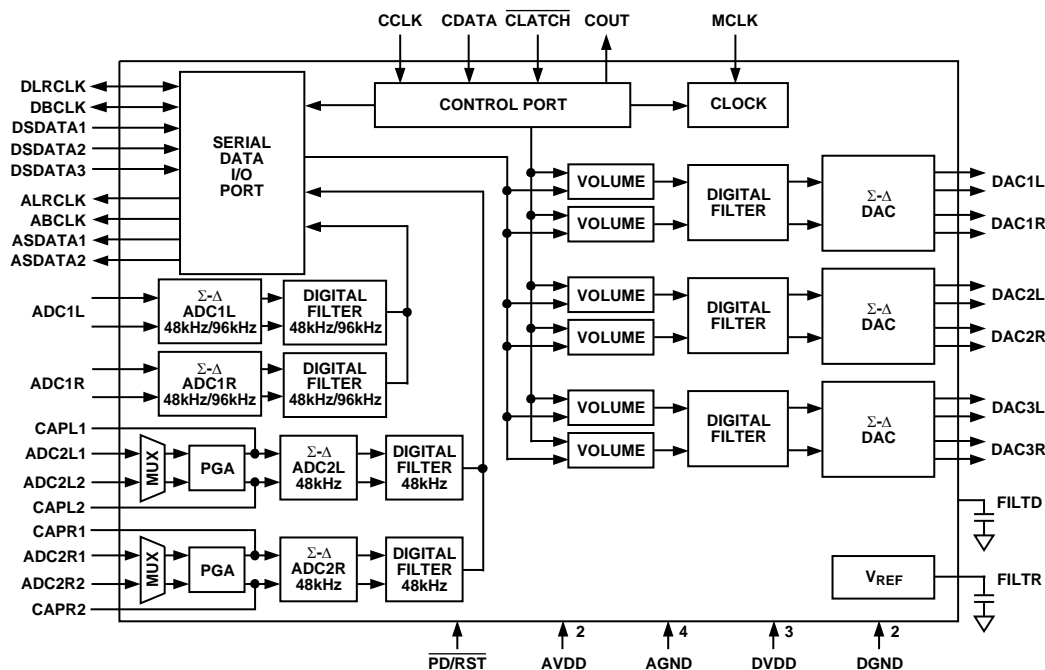 CCLK CDATA CLATCH COUT MCLK
DLRCLK
DBCLK
DSDATA1
DSDATA2
DSDATA3
ALRCLK
ABCLK
ASDATA1
ASDATA2
SERIAL
DATA
I/O
PORT
CONTROL PORT
CLOCK
VOLUME
VOLUME
DIGITAL
FILTER
Σ-Δ
DAC
DAC1L
DAC1R
ADC1L
Σ-Δ
ADC1L
48kHz/96kHz
DIGITAL
FILTER
48kHz/96kHz
VOLUME
VOLUME
DIGITAL
FILTER
Σ-Δ
DAC
DAC2L
DAC2R
ADC1R
Σ-Δ
ADC1R
48kHz/96kHz
DIGITAL
FILTER
48kHz/96kHz
VOLUME
VOLUME
DIGITAL
FILTER
Σ-Δ
DAC
DAC3L
DAC3R
CAPL1
ADC2L1
ADC2L2
CAPL2
MUX
PGA
Σ-Δ
ADC2L
48kHz
DIGITAL
FILTER
48kHz
CAPR1
ADC2R1
ADC2R2
CAPR2
MUX
PGA
Σ-Δ
ADC2R
48kHz
DIGITAL
FILTER
48kHz
FILTD
VREF
FILTR
2 4 3 2
PD/RST AVDD AGND DVDD DGND